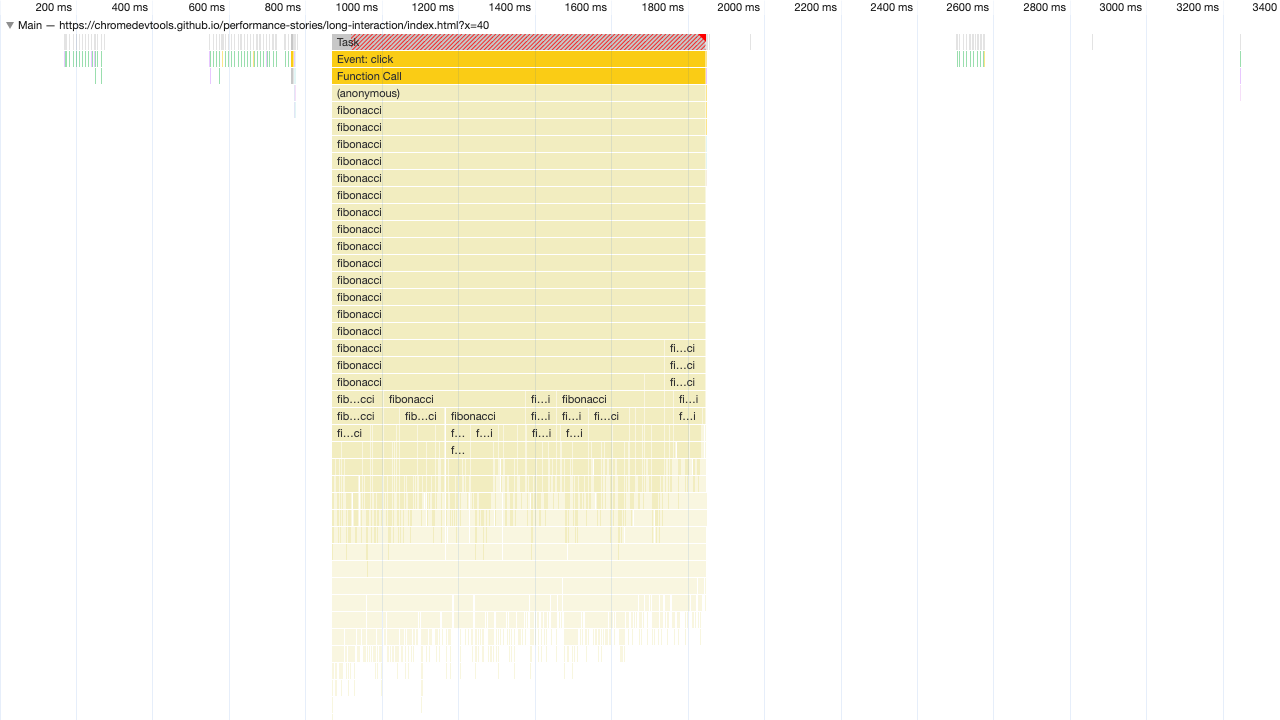 200 ms 400 ms 600 ms 800 ms 1000 ms 1200 ms 1400 ms 1600 ms 1800 ms 2000 ms 2200 ms 2400 ms 2600 ms 2800 ms 3000 ms 3200 ms 3400
Main — https://chromedevtools.github.io/performance-stories/long-interaction/index.html?x=40
Task
Event: click
Function Call
(anonymous)
fibonacci
fibonacci
fibonacci
fibonacci
fibonacci
fibonacci
fibonacci
fibonacci
fibonacci
fibonacci
fibonacci
fibonacci
fibonacci
fibonacci
fibonacci fi…ci
fibonacci fi…ci
fibonacci fi…ci
fib…cci fibonacci fi…i fibonacci fi…i
fib…cci fib…ci fibonacci fi…i fi…i fi…ci f…i
fi…ci f… f…i fi…i f…i
f…